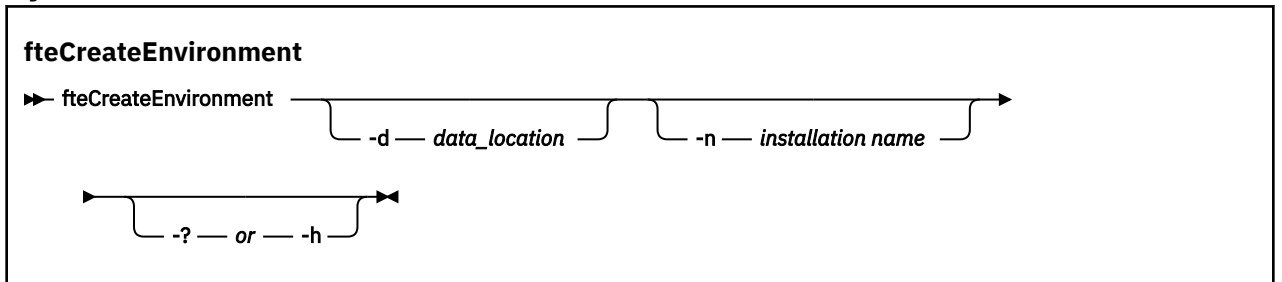 fteCreateEnvironment
fteCreateEnvironment
-d data_location -n installation name
-? or -h